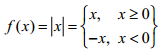 f(x) = |x| = { x, x ≥ 0
−x, x < 0